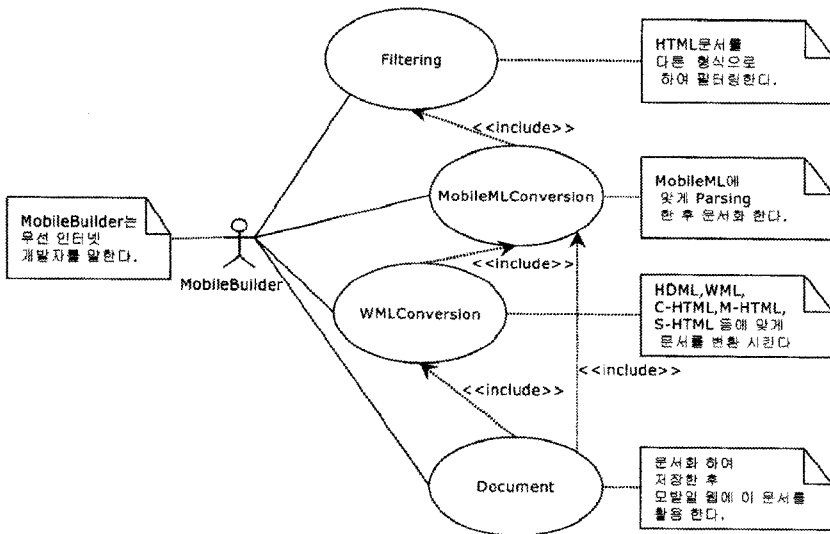 Filtering
HTML문서를
다른 형식으로
하여 필터링한다.
<<include>>
MobileMLConversion
MobileML에
맞게 Parsing
한 후 문서화 한다.
MobileBuilder는
무선 인터넷
개발자를 말한다.
MobileBuilder
<<include>>
WMLConversion
HDML,WML,
C-HTML,M-HTML,
S-HTML 등에 맞게
문서를 변환 시킨다
<<include>>
<<include>>
Document
문서화 하여
저장한 후
모발일 웹에 이 문서를
활용 한다.